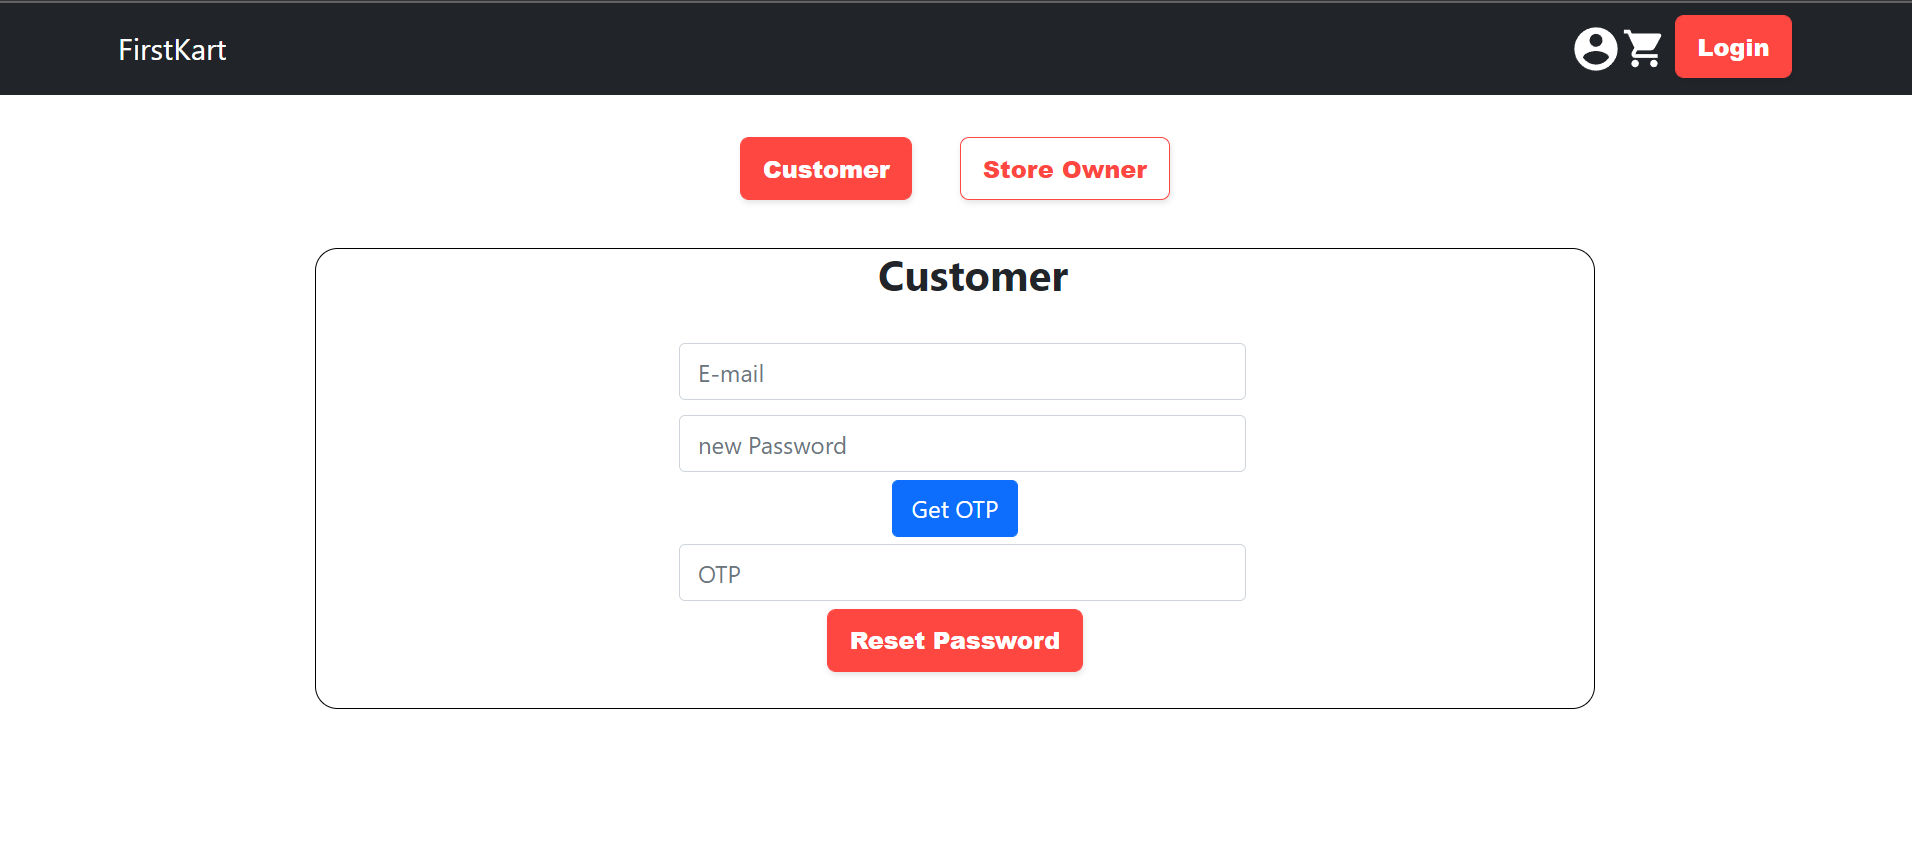 FirstKart
Login
Customer
Store Owner
Customer
E-mail
new Password
Get OTP
OTP
Reset Password